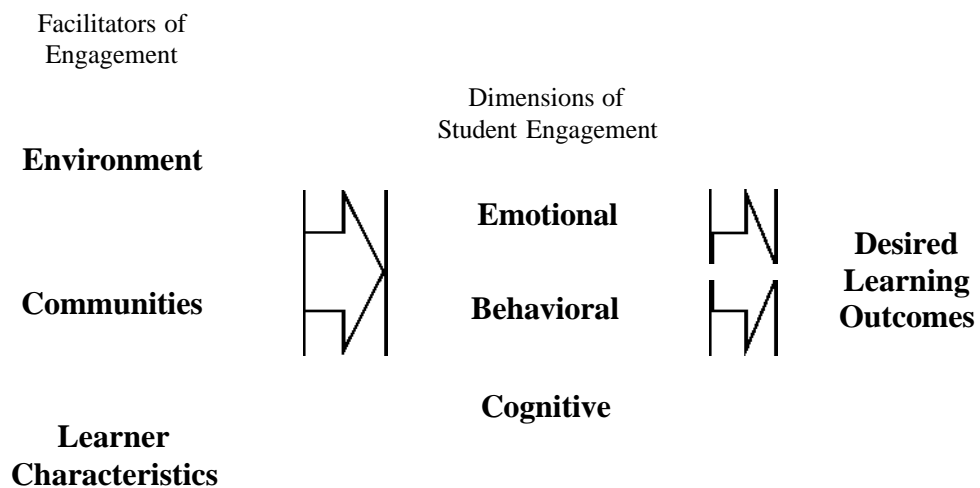 Facilitators of
Engagement
Environment
Communities
Learner
Characteristics
Dimensions of
Student Engagement
Emotional
Behavioral
Cognitive
Desired
Learning
Outcomes